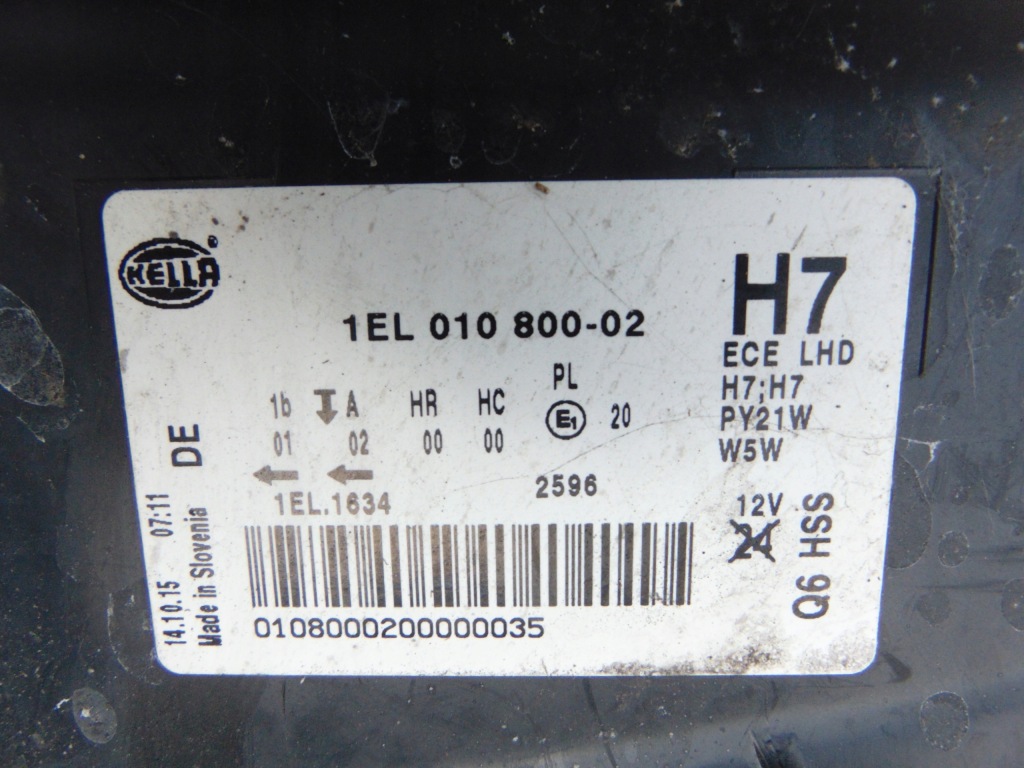 HELLA ®
1EL 010 800-02
H7
ECE LHD
H7;H7
PY21W
W5W
1b A HR HC PL
01 02 00 00 E1 20
1EL.1634
2596
12V
24
Q6 HSS
DE
14.10.15 07:11
Made in Slovenia
0108000200000035